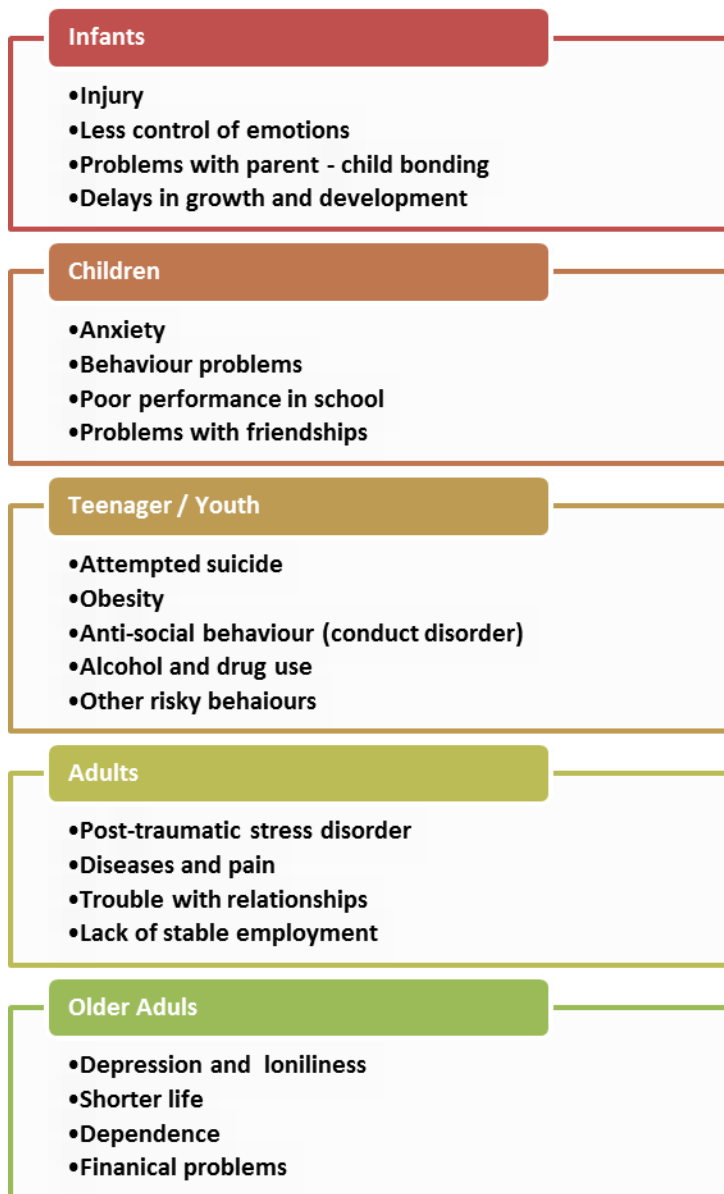 Infants
•Injury
•Less control of emotions
•Problems with parent - child bonding
•Delays in growth and development
Children
•Anxiety
•Behaviour problems
•Poor performance in school
•Problems with friendships
Teenager / Youth
•Attempted suicide
•Obesity
•Anti-social behaviour (conduct disorder)
•Alcohol and drug use
•Other risky behaiours
Adults
•Post-traumatic stress disorder
•Diseases and pain
•Trouble with relationships
•Lack of stable employment
Older Aduls
•Depression and loniliness
•Shorter life
•Dependence
•Finanical problems